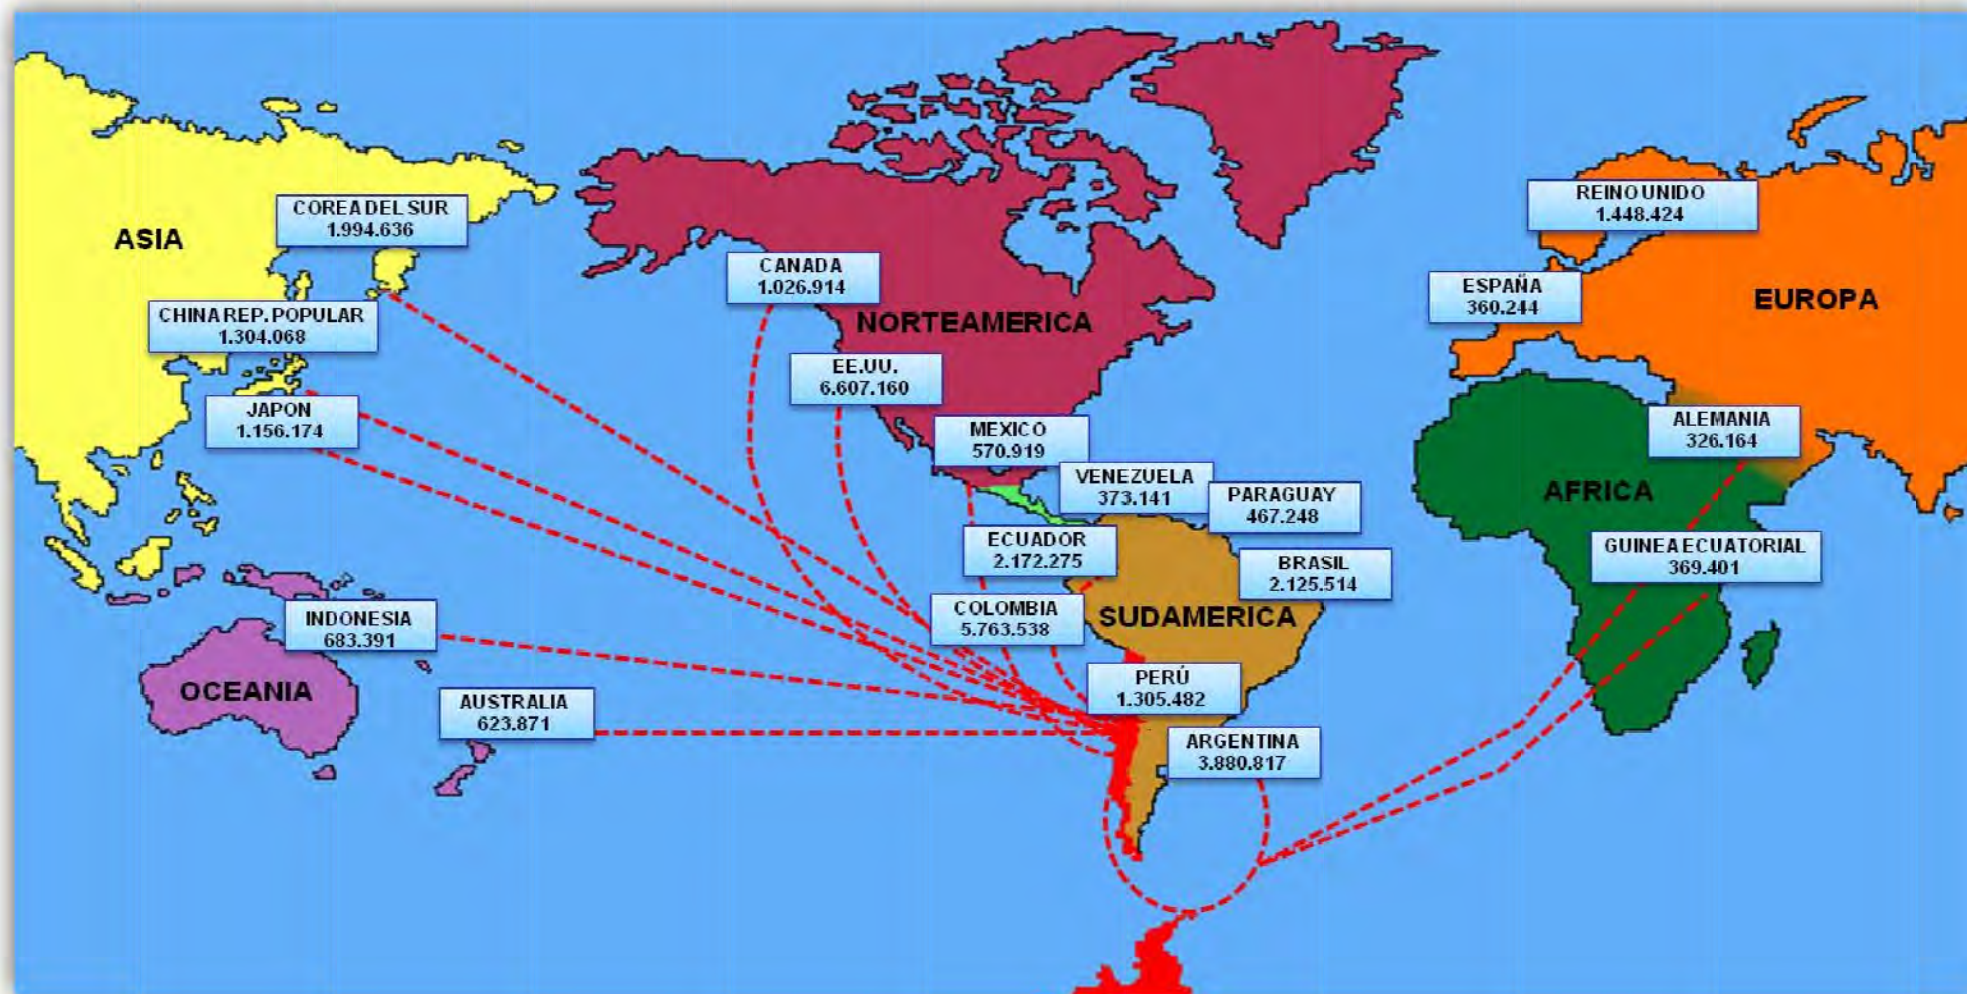 REINO UNIDO
1.448.424
COREA DEL SUR
1.994.636
ASIA
CANADA
1.026.914
ESPAÑA
360.244
EUROPA
CHINA REP. POPULAR
1.304.068
NORTEAMERICA
EE.UU.
6.607.160
JAPON
1.156.174
MEXICO
570.919
ALEMANIA
326.164
VENEZUELA
373.141
PARAGUAY
467.248
AFRICA
ECUADOR
2.172.275
BRASIL
2.125.514
GUINEA ECUATORIAL
369.401
INDONESIA
683.391
COLOMBIA
5.763.538
SUDAMERICA
OCEANIA
AUSTRALIA
623.871
PERÚ
1.305.482
ARGENTINA
3.880.817